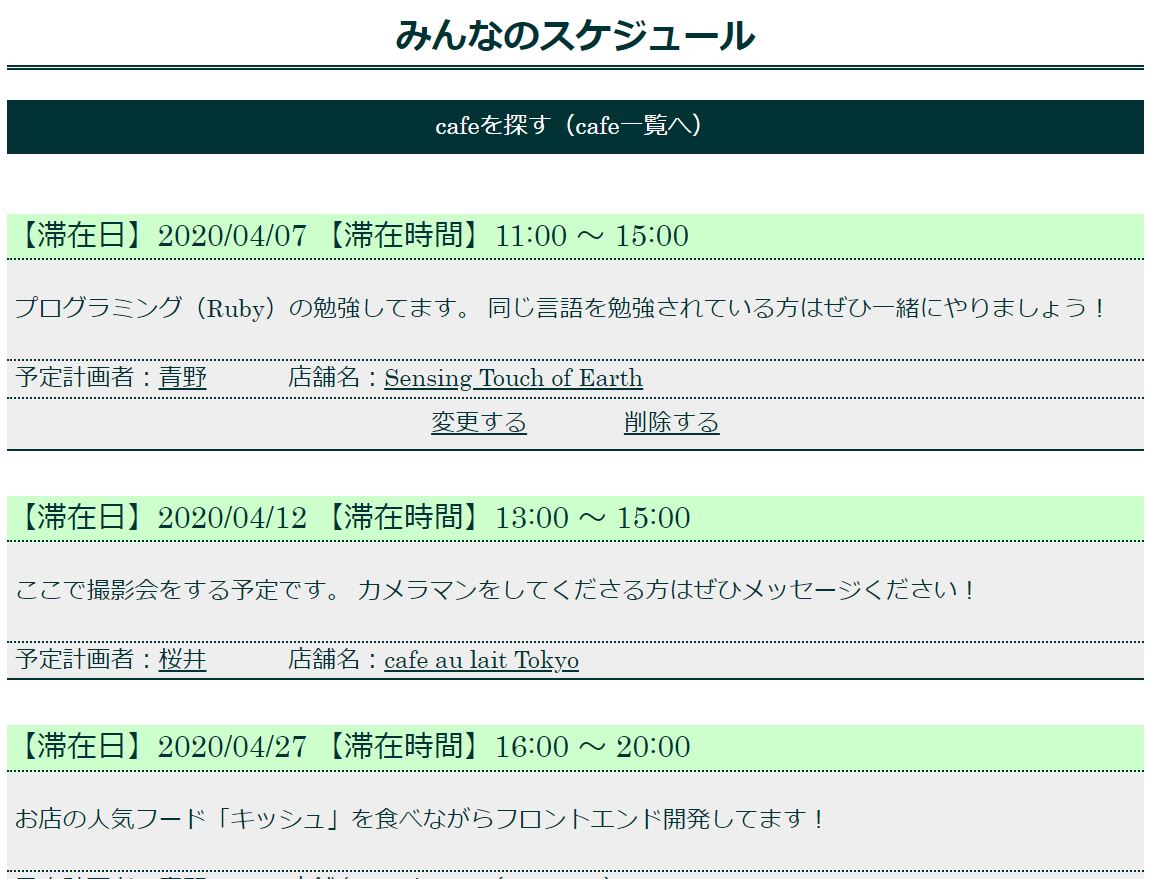 みんなのスケジュール
cafeを探す（cafe一覧へ）
【滞在日】2020/04/07 【滞在時間】11:00 〜 15:00
プログラミング（Ruby）の勉強してます。 同じ言語を勉強されている方はぜひ一緒にやりましょう！
予定計画者：青野 店舗名：Sensing Touch of Earth
変更する 削除する
【滞在日】2020/04/12 【滞在時間】13:00 〜 15:00
ここで撮影会をする予定です。 カメラマンをしてくださる方はぜひメッセージください！
予定計画者：桜井 店舗名：cafe au lait Tokyo
【滞在日】2020/04/27 【滞在時間】16:00 〜 20:00
お店の人気フード「キッシュ」を食べながらフロントエンド開発してます！